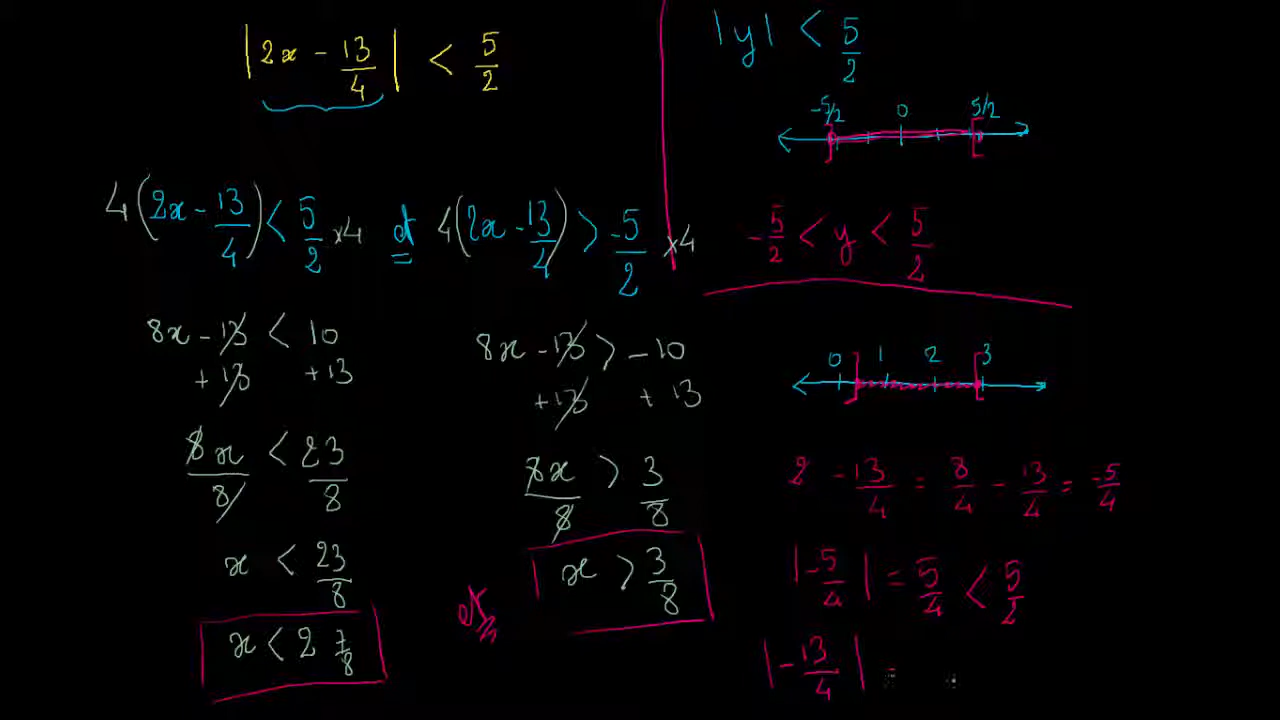 |2x - 13/4| < 5/2
4(2x - 13/4) < 5/2 ×4 et 4(2x - 13/4) > -5/2 ×4
8x - 13 < 10
+13 +13
8x/8 < 23/8
x < 23/8
x < 2 7/8
et
8x - 13 > -10
+13 +13
8x/8 > 3/8
x > 3/8
|y| < 5/2
-5/2 0 5/2
-5/2 < y < 5/2
0 1 2 3
2 - 13/4 = 8/4 - 13/4 = -5/4
|-5/4| = 5/4 < 5/2
|-13/4| =